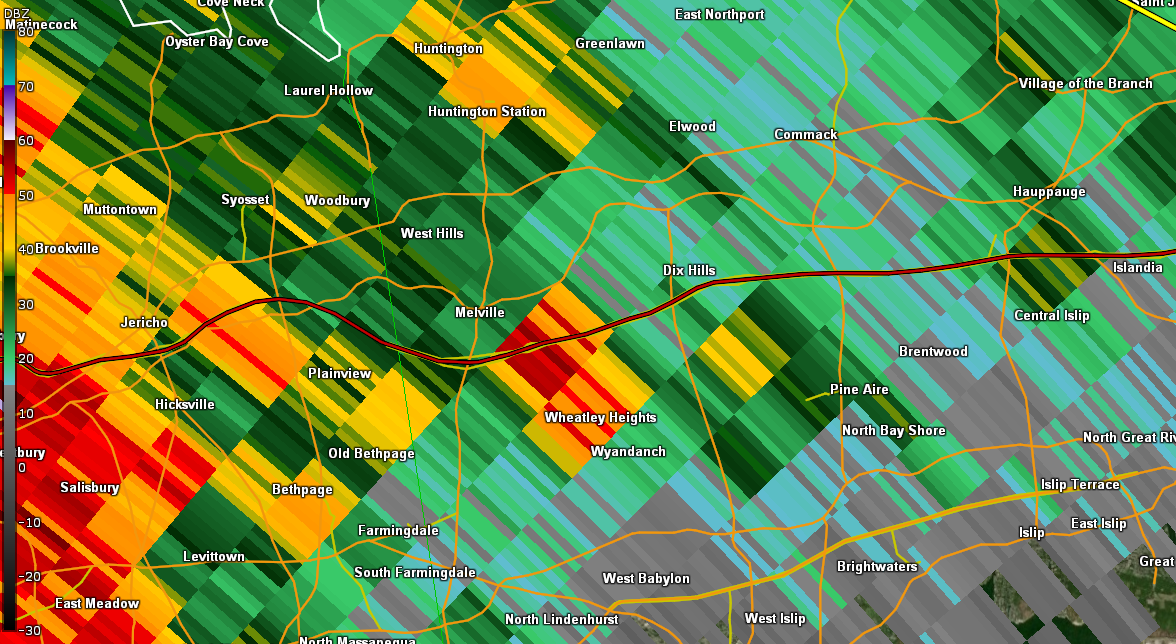 DBZ
Cove Neck
Matinecock
East Northport
80
Oyster Bay Cove
Huntington
Greenlawn
70
Laurel Hollow
Village of the Branch
Huntington Station
Elwood
Commack
60
50
Syosset
Woodbury
Hauppauge
Muttontown
West Hills
40
Brookville
Dix Hills
Islandia
30
Jericho
Melville
Central Islip
20
Plainview
Brentwood
Pine Aire
Hicksville
10
Wheatley Heights
North Bay Shore
North Great
Old Bethpage
Wyandanch
0
Salisbury
Bethpage
Islip Terrace
-10
Farmingdale
Islip
East Islip
Levittown
Great
South Farmingdale
West Babylon
Brightwaters
-20
East Meadow
North Lindenhurst
West Islip
-30
North Massapequa